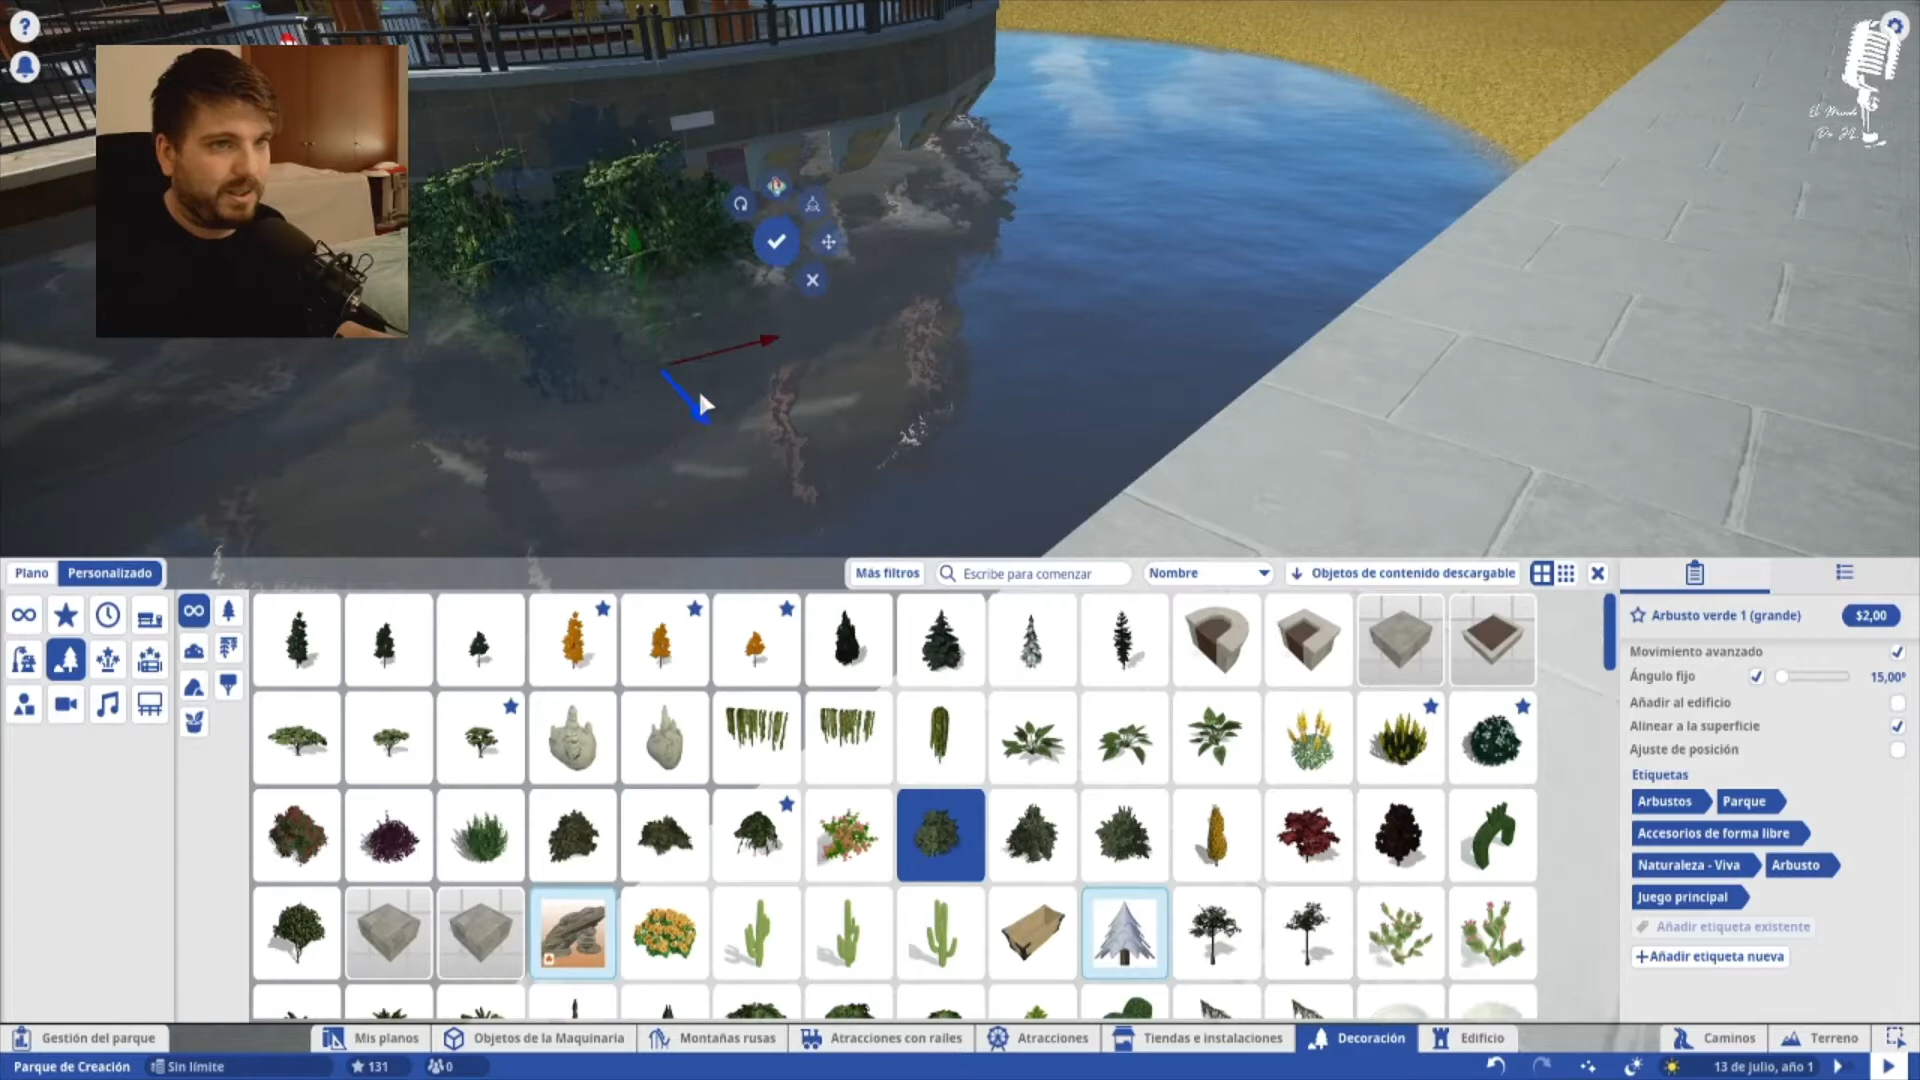 ?
El Mundo
De JL
Plano
Personalizado
Más filtros
Escribe para comenzar
Nombre
Objetos de contenido descargable
Arbusto verde 1 (grande)
$2,00
Movimiento avanzado
Ángulo fijo
15,00°
Añadir al edificio
Alinear a la superficie
Ajuste de posición
Etiquetas
Arbustos
Parque
Accesorios de forma libre
Naturaleza - Viva
Arbusto
Juego principal
Añadir etiqueta existente
+Añadir etiqueta nueva
Gestión del parque
Mis planos
Objetos de la Maquinaria
Montañas rusas
Atracciones con raíles
Atracciones
Tiendas e instalaciones
Decoración
Edificio
Caminos
Terreno
Parque de Creación
Sin límite
131
0
13 de julio, año 1